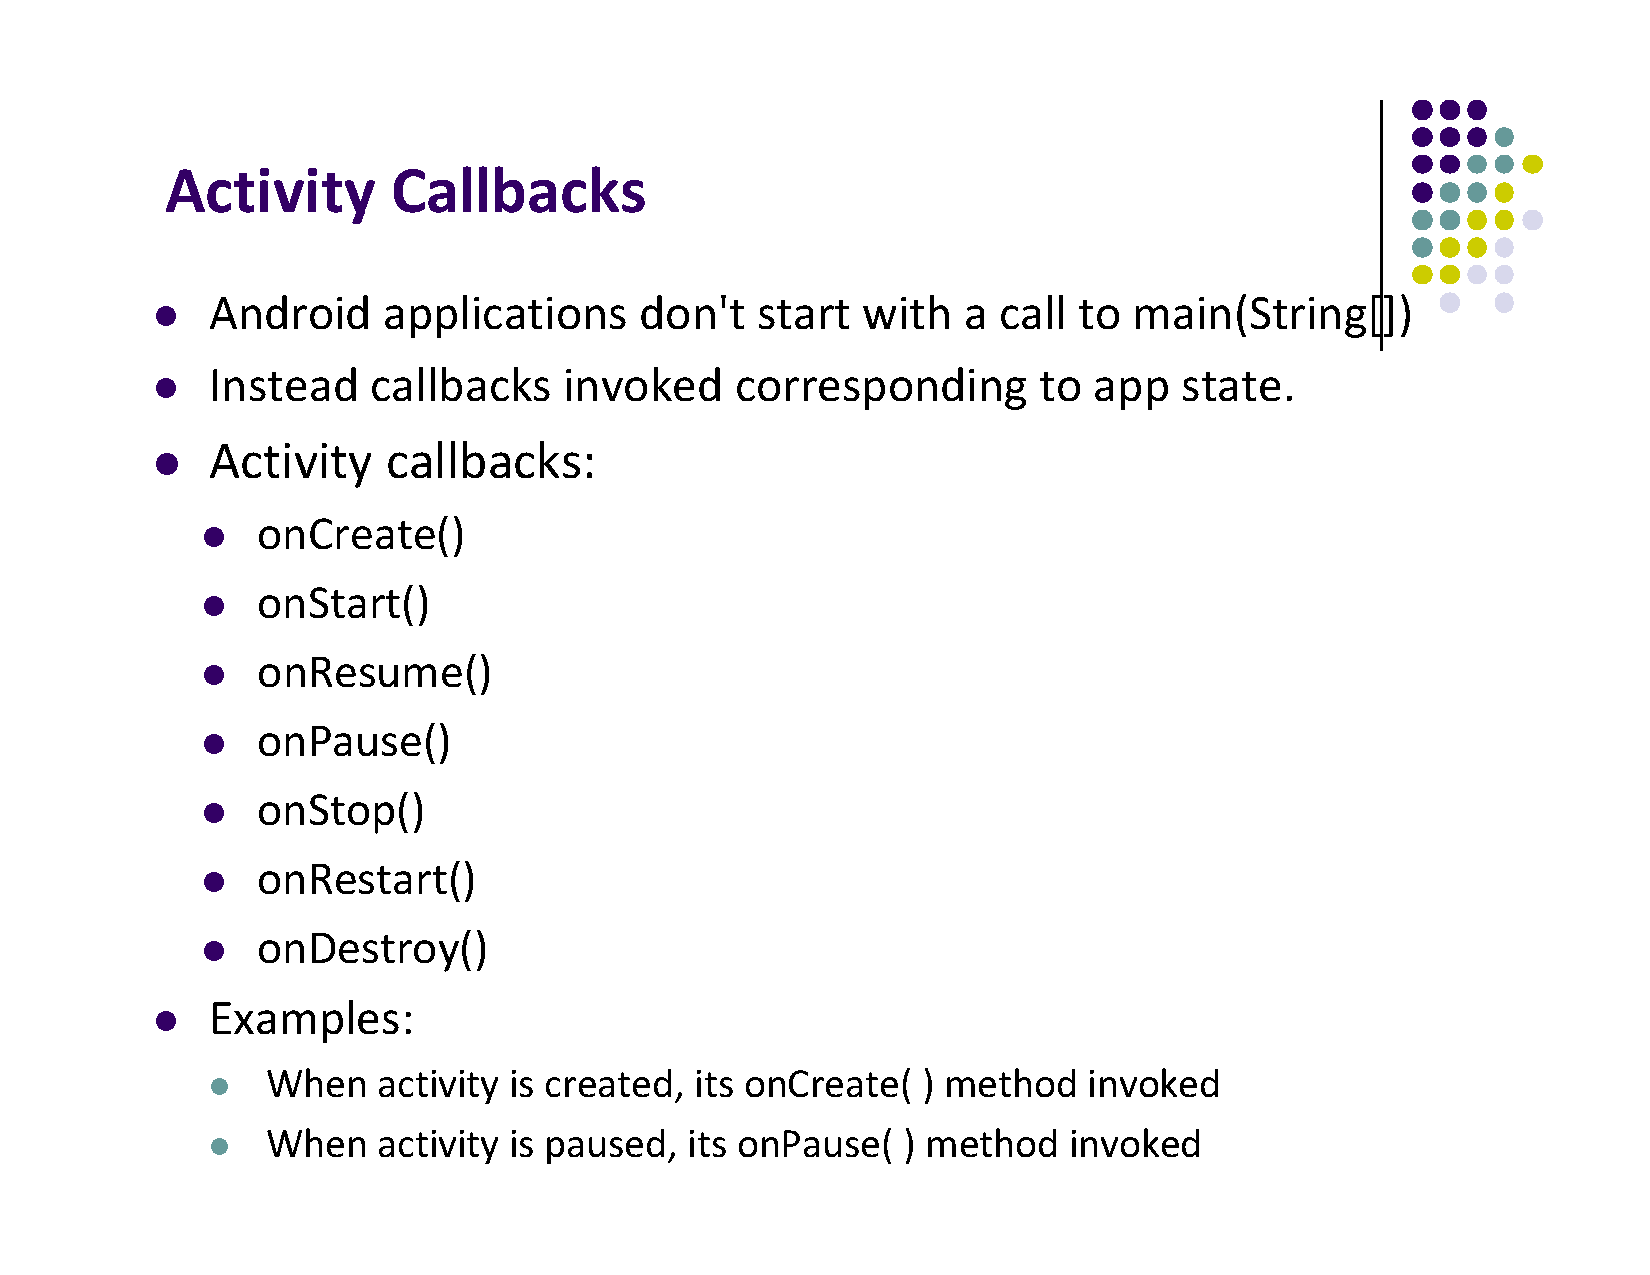 Activity Callbacks
Android applications don't start with a call to main(String[])
Instead callbacks invoked corresponding to app state.
Activity callbacks:
onCreate()
onStart()
onResume()
onPause()
onStop()
onRestart()
onDestroy()
Examples:
When activity is created, its onCreate( ) method invoked
When activity is paused, its onPause( ) method invoked